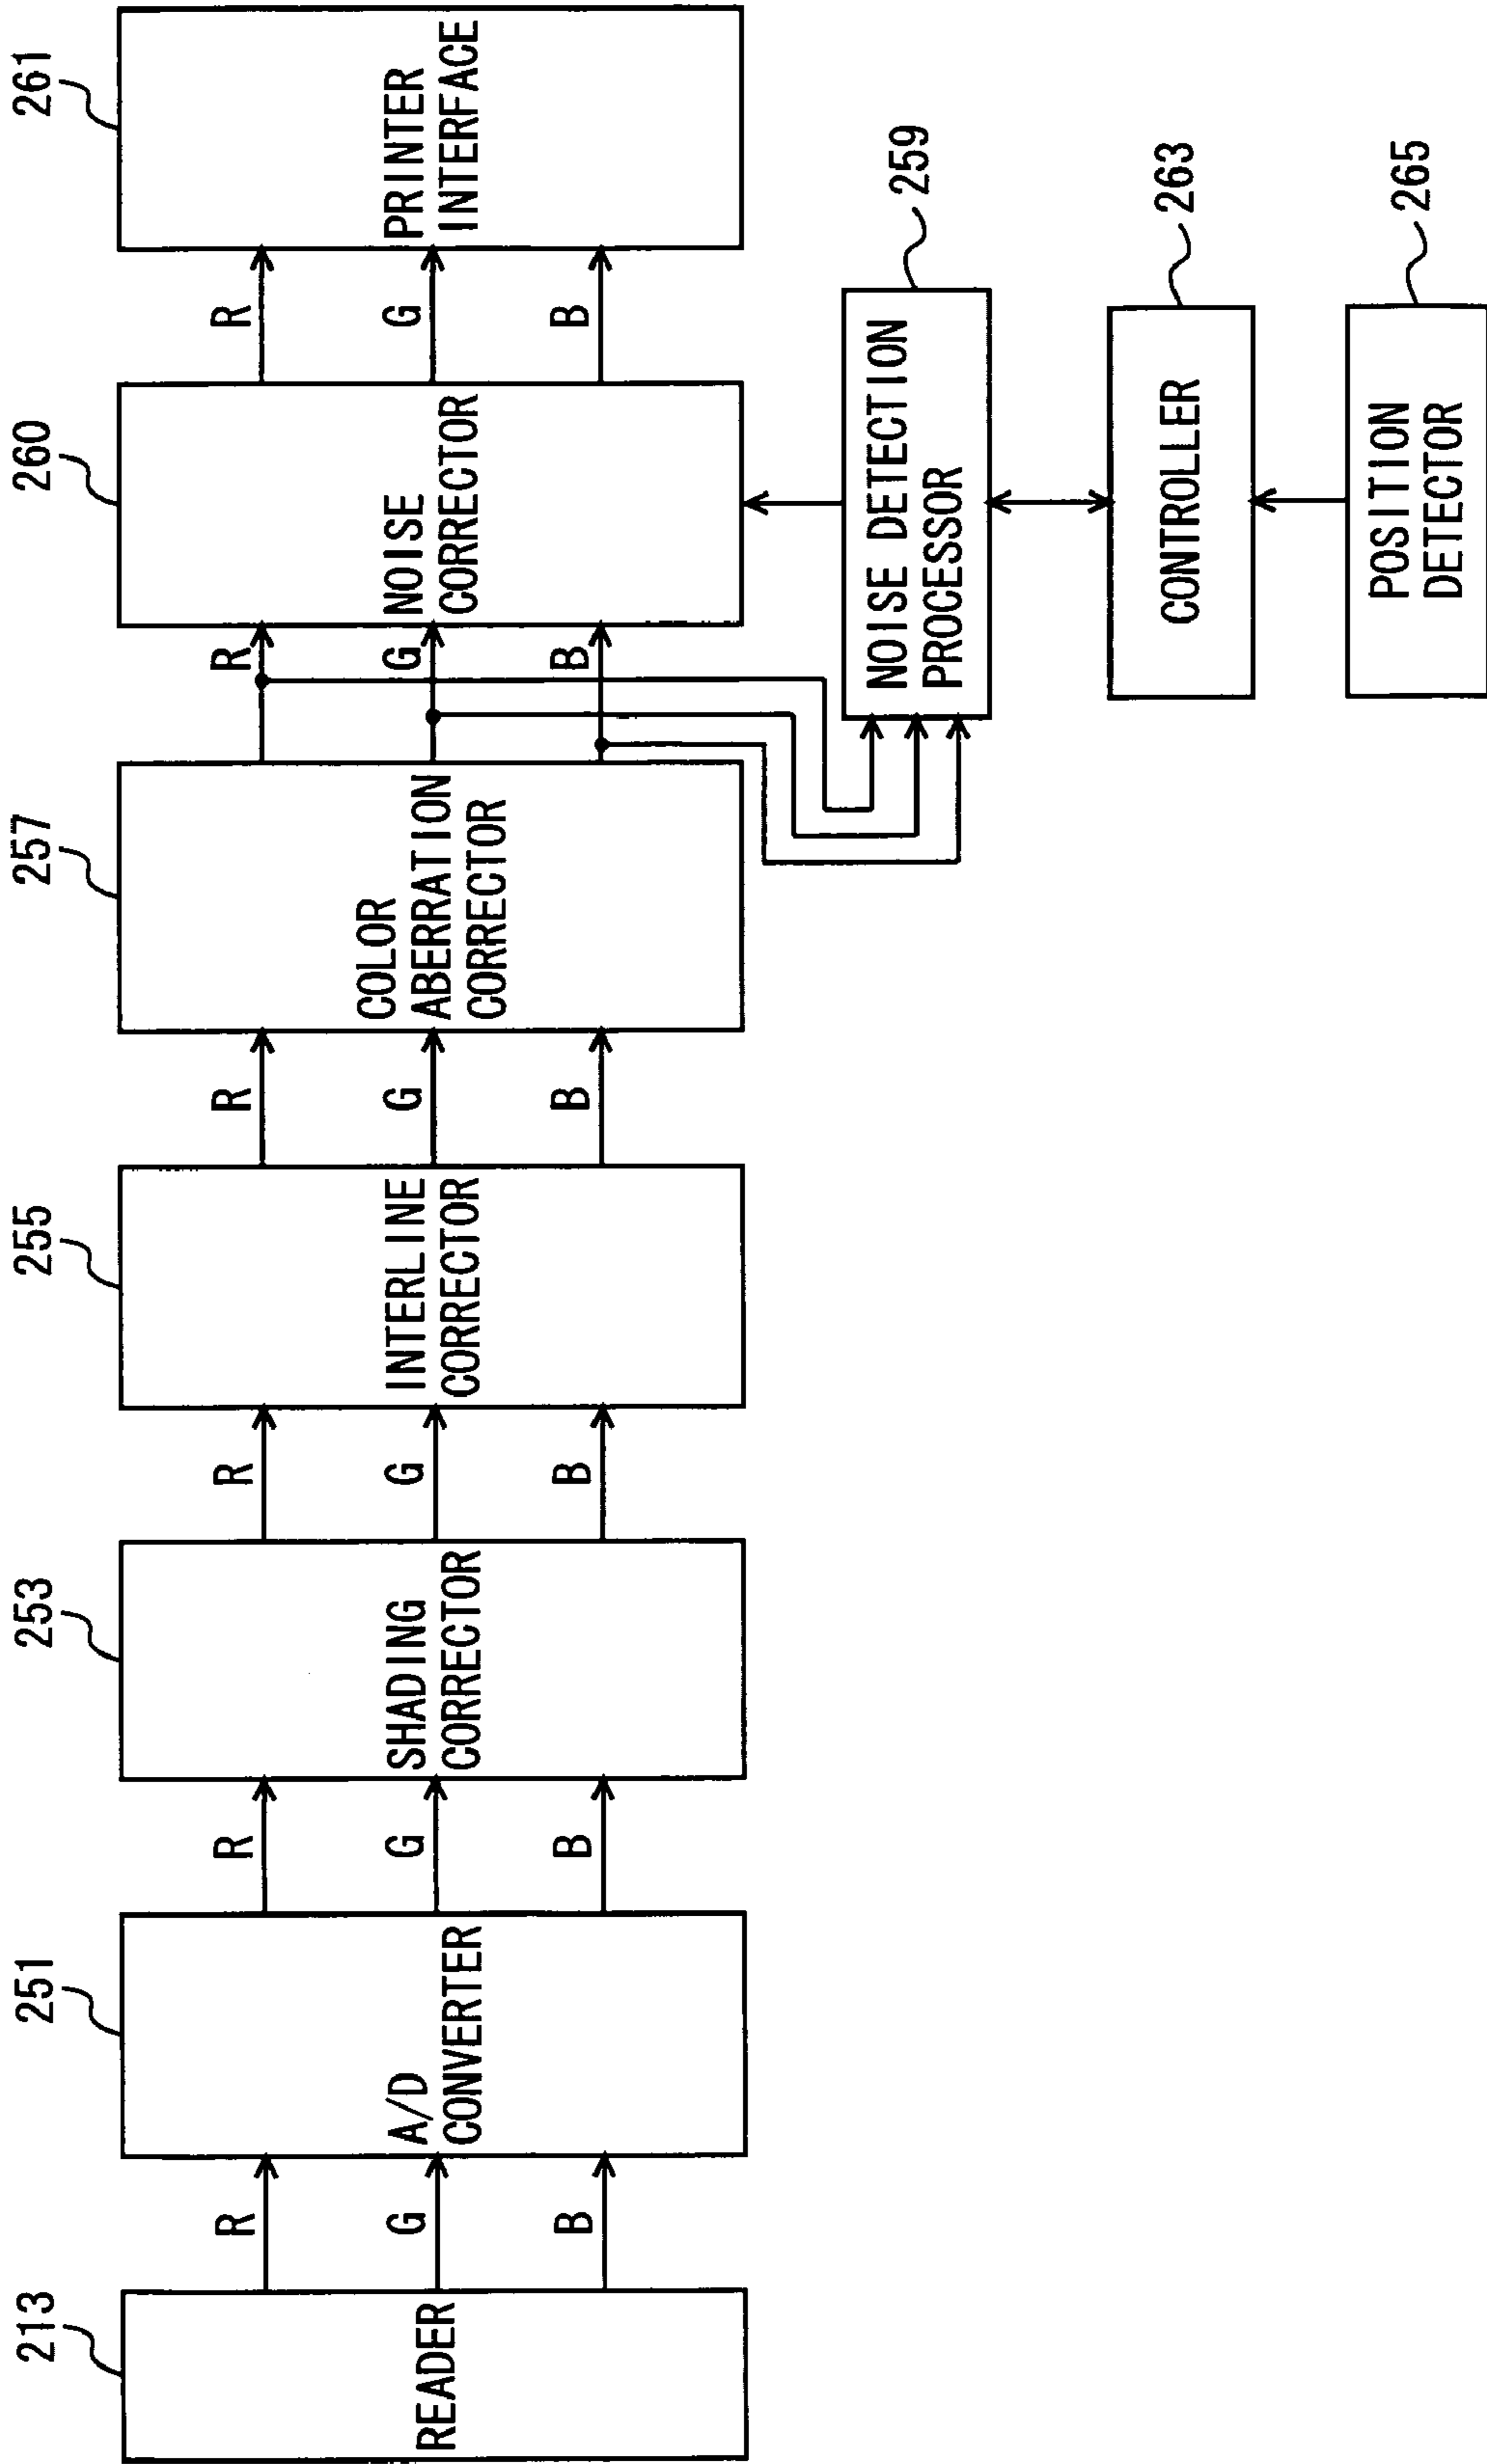 213
251
253
255
257
260
261
READER
R
G
B
A/D
CONVERTER
R
G
B
SHADING
CORRECTOR
R
G
B
INTERLINE
CORRECTOR
R
G
B
COLOR
ABERRATION
CORRECTOR
R
G
B
NOISE
CORRECTOR
R
G
B
PRINTER
INTERFACE
NOISE DETECTION
PROCESSOR
259
CONTROLLER
263
POSITION
DETECTOR
265